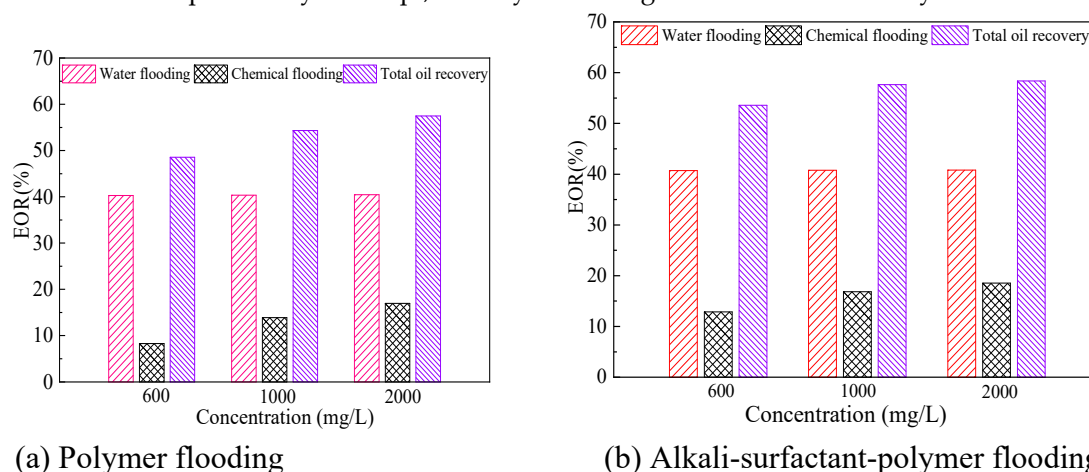 Water flooding Chemical flooding Total oil recovery
70
60
50
40
30
20
10
0
EOR(%)
600 1000 2000
Concentration (mg/L)
(a) Polymer flooding
Water flooding Chemical flooding Total oil recovery
70
60
50
40
30
20
10
0
EOR(%)
600 1000 2000
Concentration (mg/L)
(b) Alkali-surfactant-polymer flooding